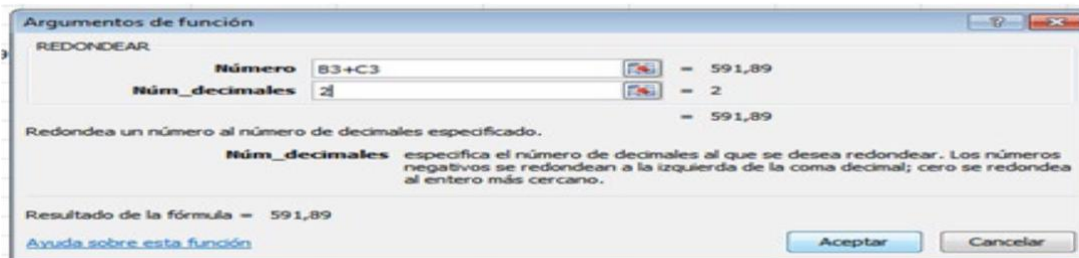 Argumentos de función
REDONDEAR
Número B3+C3 = 591,89
Núm_decimales 2 = 2
= 591,89
Redondea un número al número de decimales especificado.
Núm_decimales especifica el número de decimales al que se desea redondear. Los números
negativos se redondean a la izquierda de la coma decimal; cero se redondea
al entero más cercano.
Resultado de la fórmula = 591,89
Ayuda sobre esta función Aceptar Cancelar